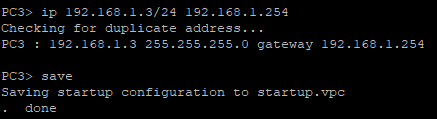 PC3> ip 192.168.1.3/24 192.168.1.254
Checking for duplicate address...
PC3 : 192.168.1.3 255.255.255.0 gateway 192.168.1.254

PC3> save
Saving startup configuration to startup.vpc
.  done